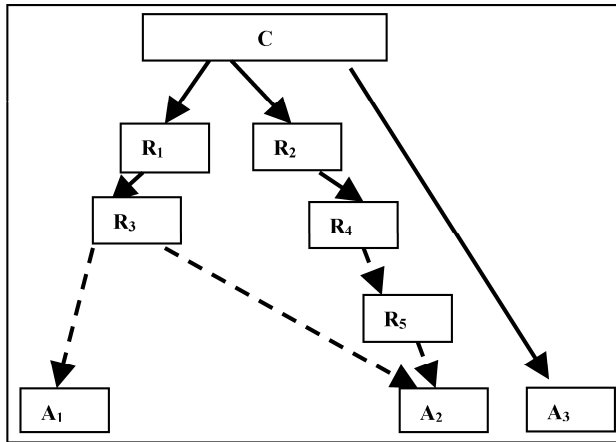 C
R₁
R₂
R₃
R₄
R₅
A₁
A₂
A₃